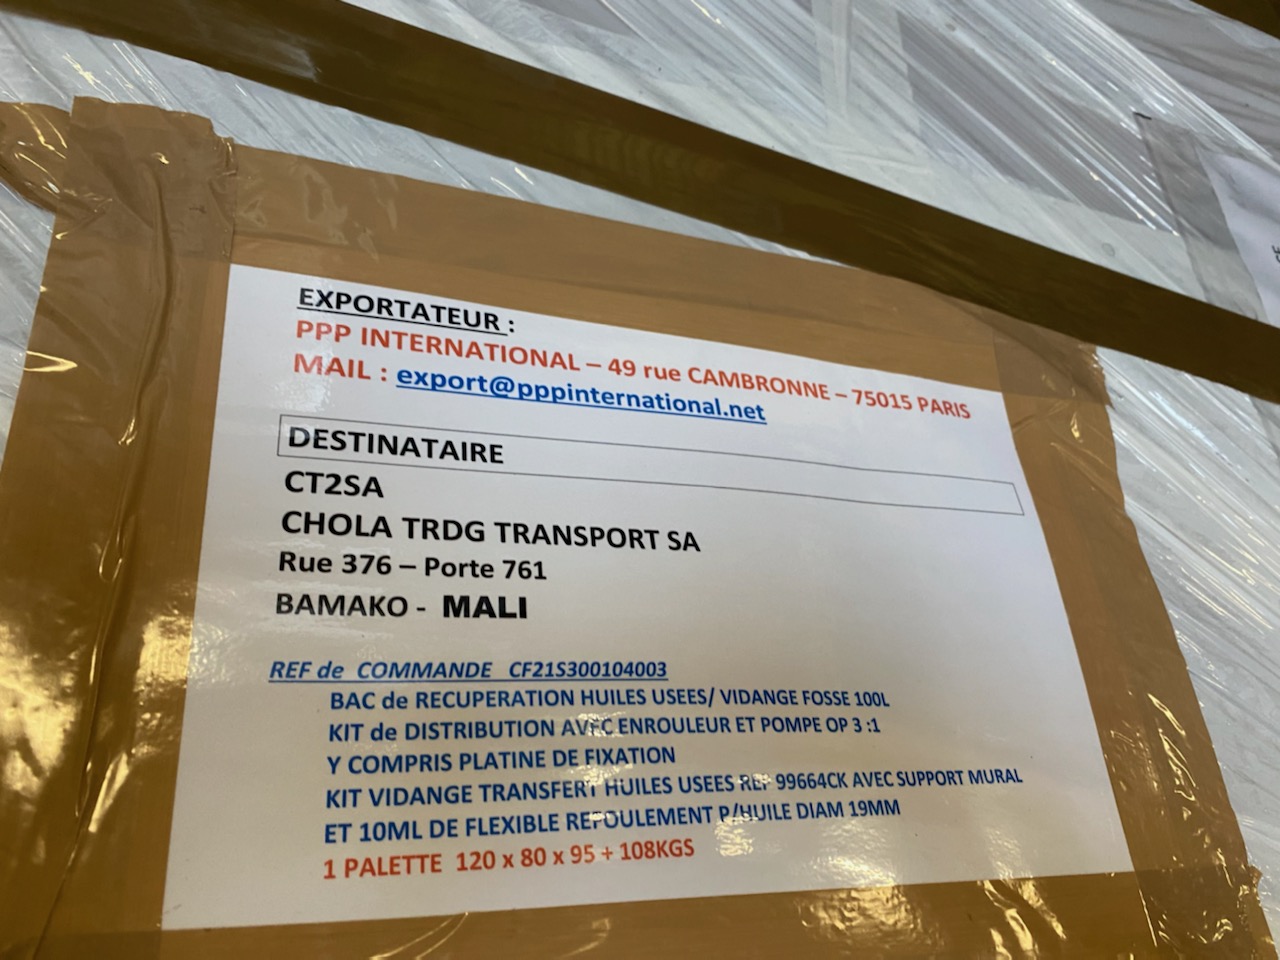 EXPORTATEUR :
PPP INTERNATIONAL – 49 rue CAMBRONNE – 75015 PARIS
MAIL : export@pppinternational.net
DESTINATAIRE
CT2SA
CHOLA TRDG TRANSPORT SA
Rue 376 – Porte 761
BAMAKO - MALI
REF de COMMANDE CF21S300104003
BAC de RECUPERATION HUILES USEES/ VIDANGE FOSSE 100L
KIT de DISTRIBUTION AVEC ENROULEUR ET POMPE OP 3 :1
Y COMPRIS PLATINE DE FIXATION
KIT VIDANGE TRANSFERT HUILES USEES REF 99664CK AVEC SUPPORT MURAL
ET 10ML DE FLEXIBLE REFOULEMENT P/HUILE DIAM 19MM
1 PALETTE 120 x 80 x 95 + 108KGS